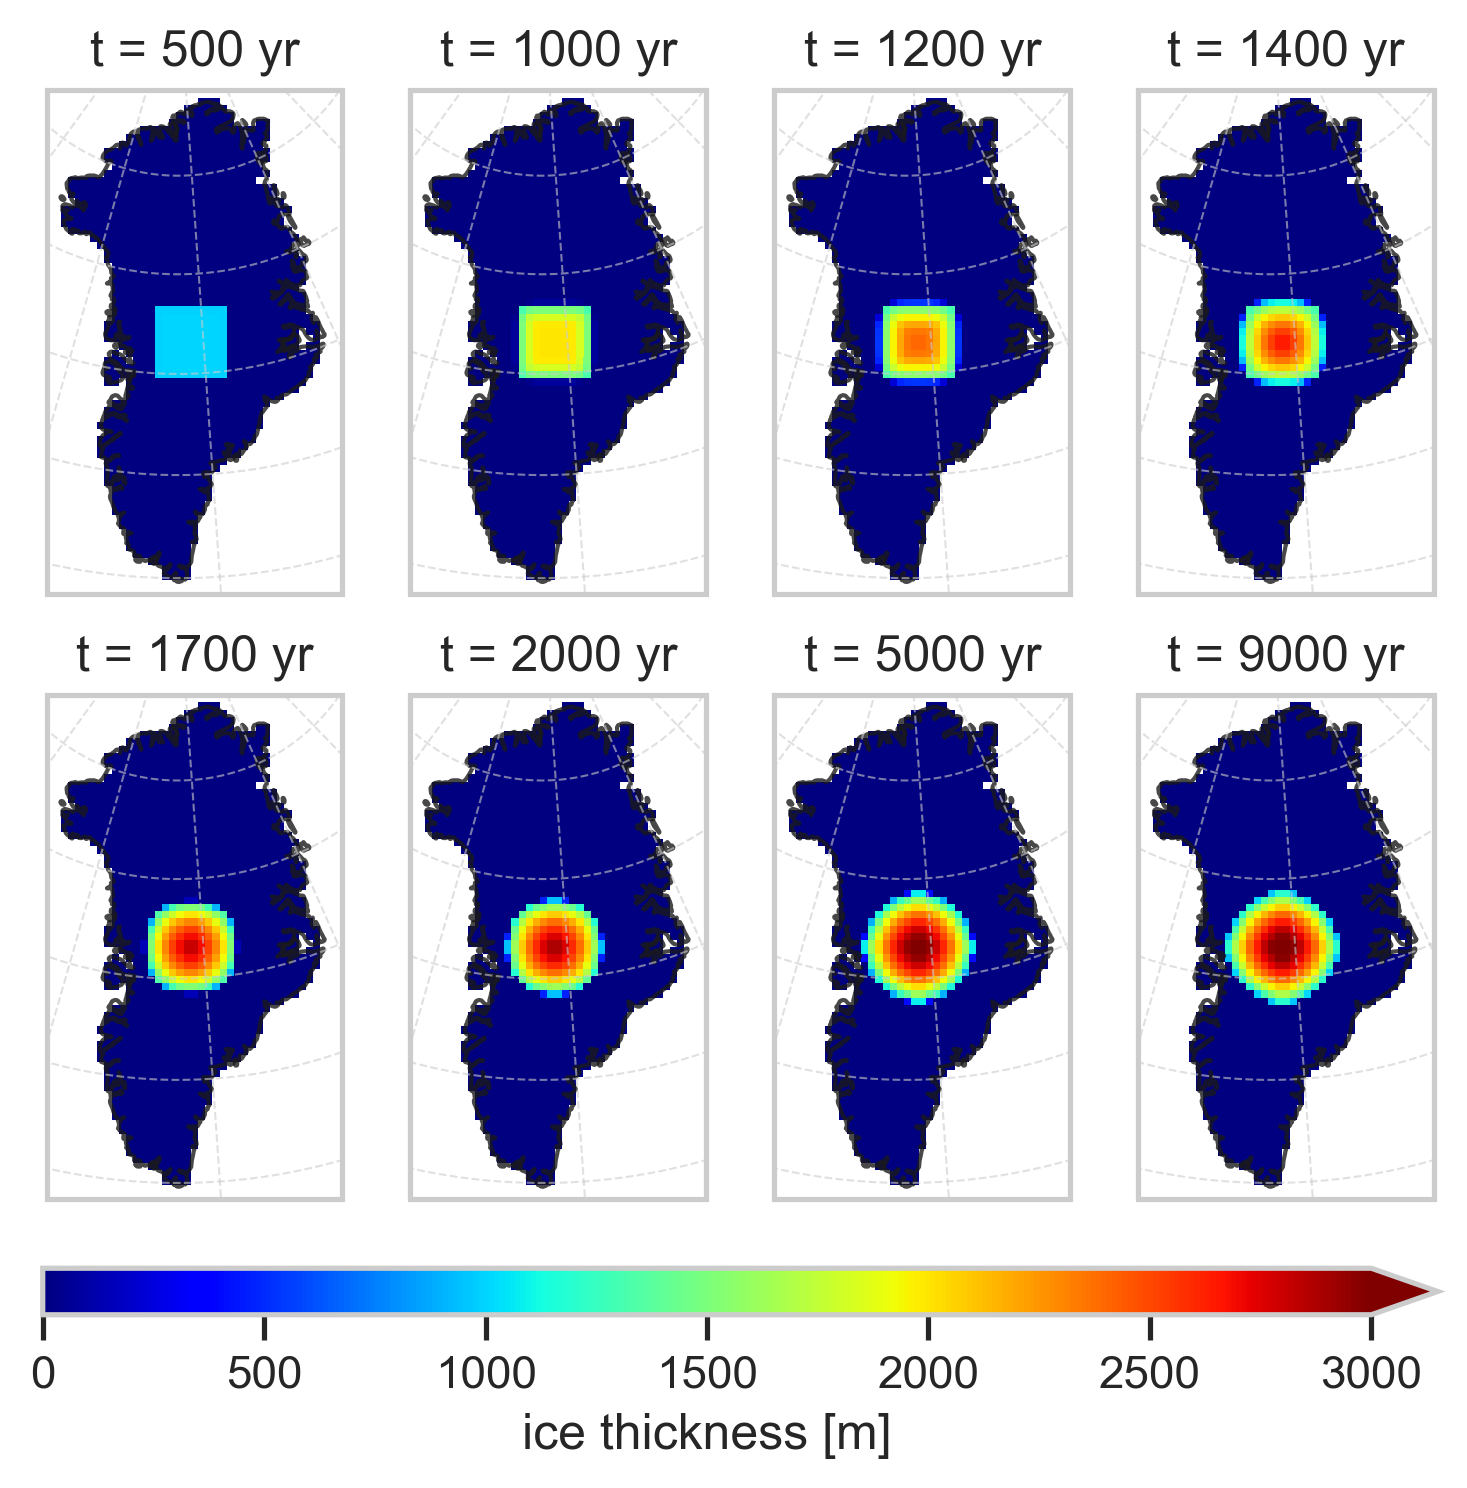 t = 500 yr
t = 1000 yr
t = 1200 yr
t = 1400 yr
t = 1700 yr
t = 2000 yr
t = 5000 yr
t = 9000 yr
0 500 1000 1500 2000 2500 3000
ice thickness [m]